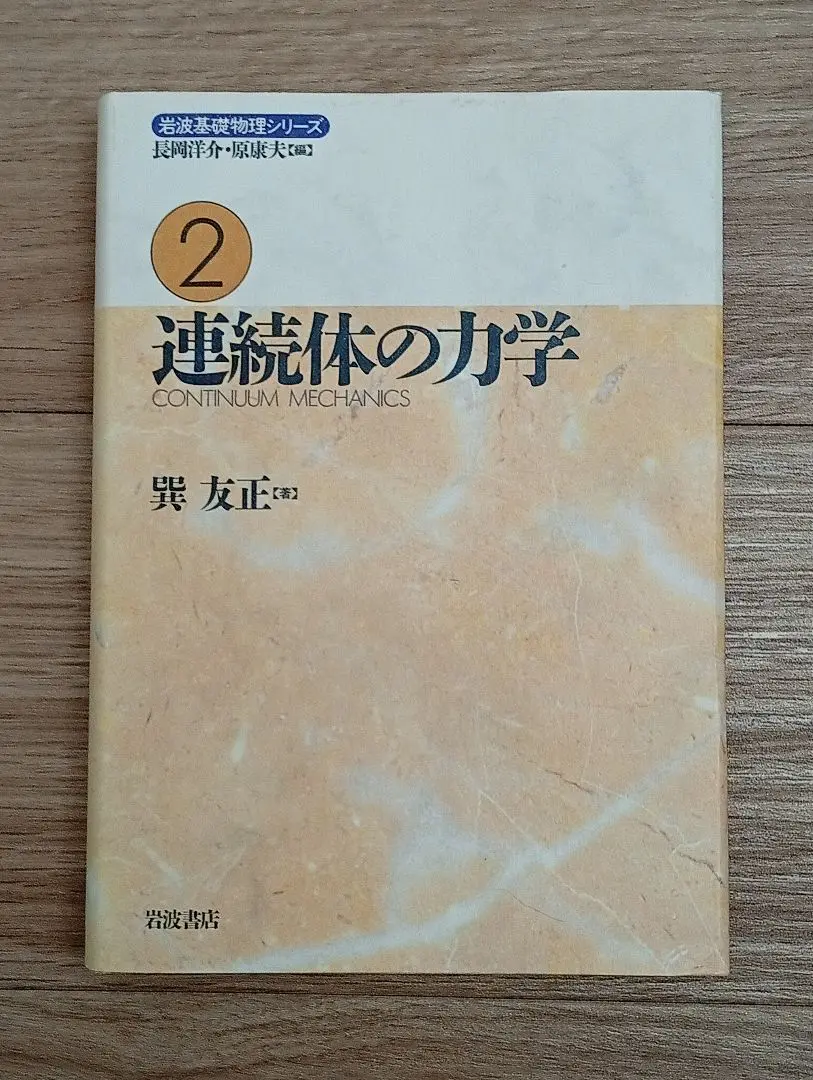 岩波基礎物理シリーズ
長岡洋介・原康夫【編】
2
連続体の力学
CONTINUUM MECHANICS
巽 友正【著】
岩波書店